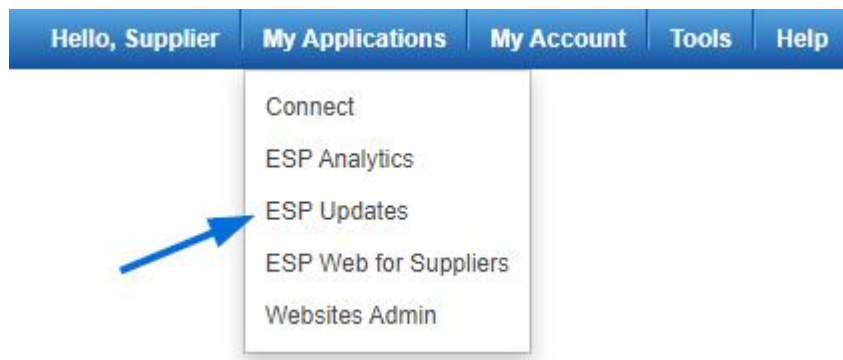 Hello, Supplier My Applications My Account Tools Help
Connect
ESP Analytics
ESP Updates
ESP Web for Suppliers
Websites Admin